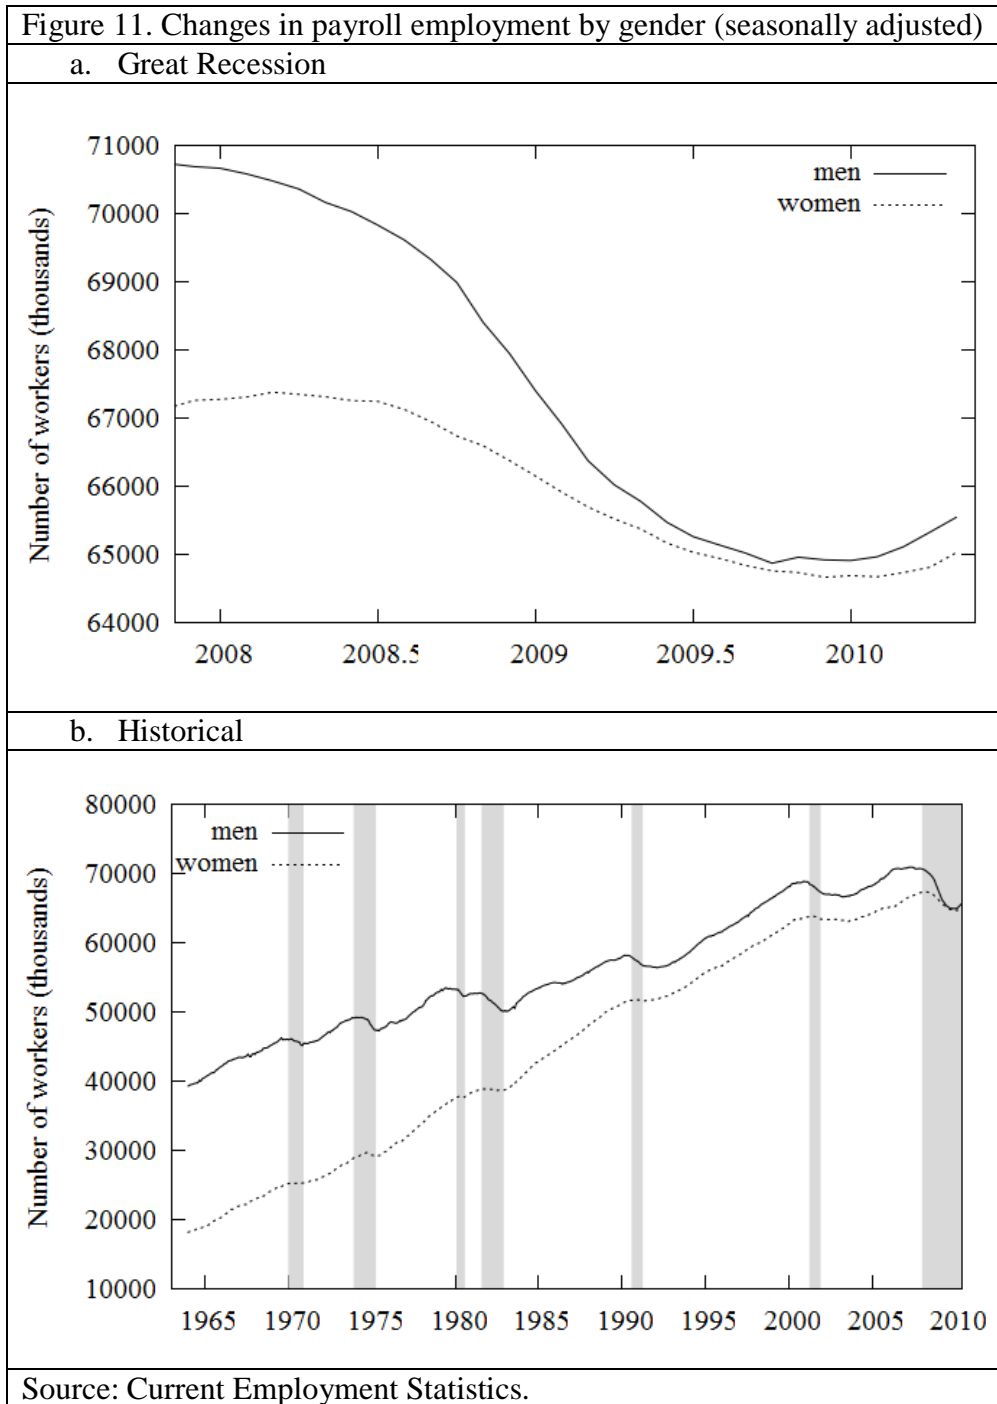 Figure 11. Changes in payroll employment by gender (seasonally adjusted)
a. Great Recession
71000
70000
69000
68000
67000
66000
65000
64000
Number of workers (thousands)
men
women
2008 2008.5 2009 2009.5 2010
b. Historical
80000
70000
60000
50000
40000
30000
20000
10000
Number of workers (thousands)
men
women
1965 1970 1975 1980 1985 1990 1995 2000 2005 2010
Source: Current Employment Statistics.